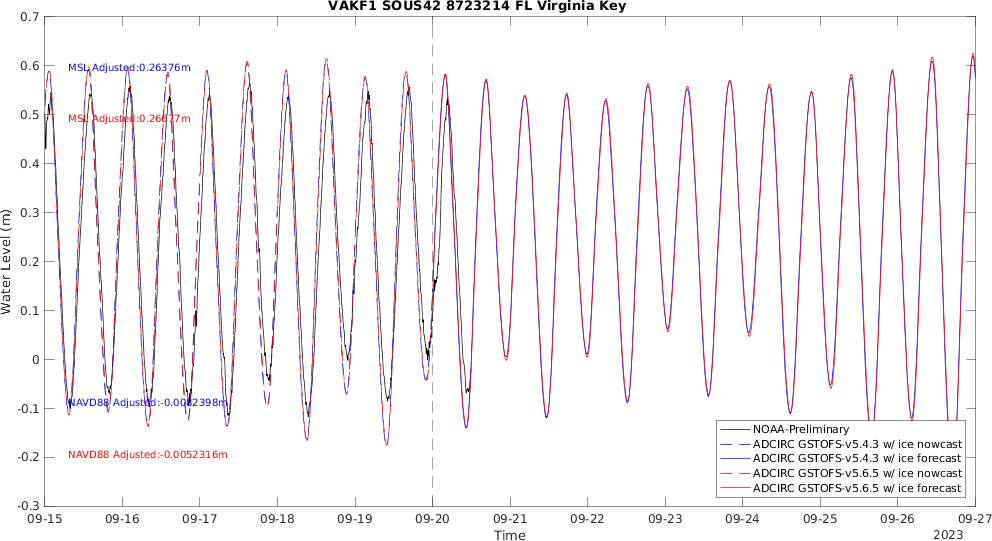 VAKF1 SOUS42 8723214 FL Virginia Key
0.7
0.6
0.5
0.4
0.3
0.2
0.1
0
-0.1
-0.2
-0.3
Water Level (m)
MSL Adjusted:0.26376m
MSL Adjusted:0.26677m
NAVD88 Adjusted:-0.0082398m
NAVD88 Adjusted:-0.0052316m
NOAA-Preliminary
ADCIRC GSTOFS-v5.4.3 w/ ice nowcast
ADCIRC GSTOFS-v5.4.3 w/ ice forecast
ADCIRC GSTOFS-v5.6.5 w/ ice nowcast
ADCIRC GSTOFS-v5.6.5 w/ ice forecast
09-15 09-16 09-17 09-18 09-19 09-20 09-21 09-22 09-23 09-24 09-25 09-26 09-27
Time
2023